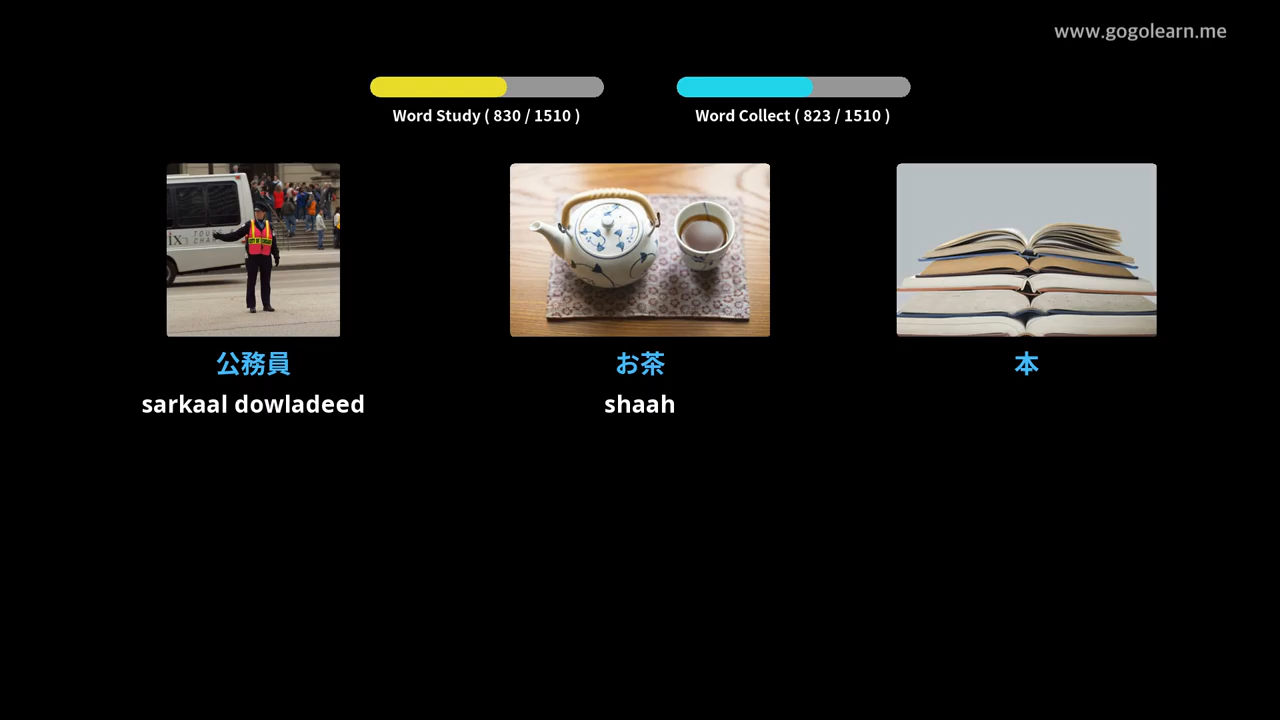 www.gogolearn.me
Word Study ( 830 / 1510 )
Word Collect ( 823 / 1510 )
公務員
お茶
本
sarkaal dowladeed
shaah